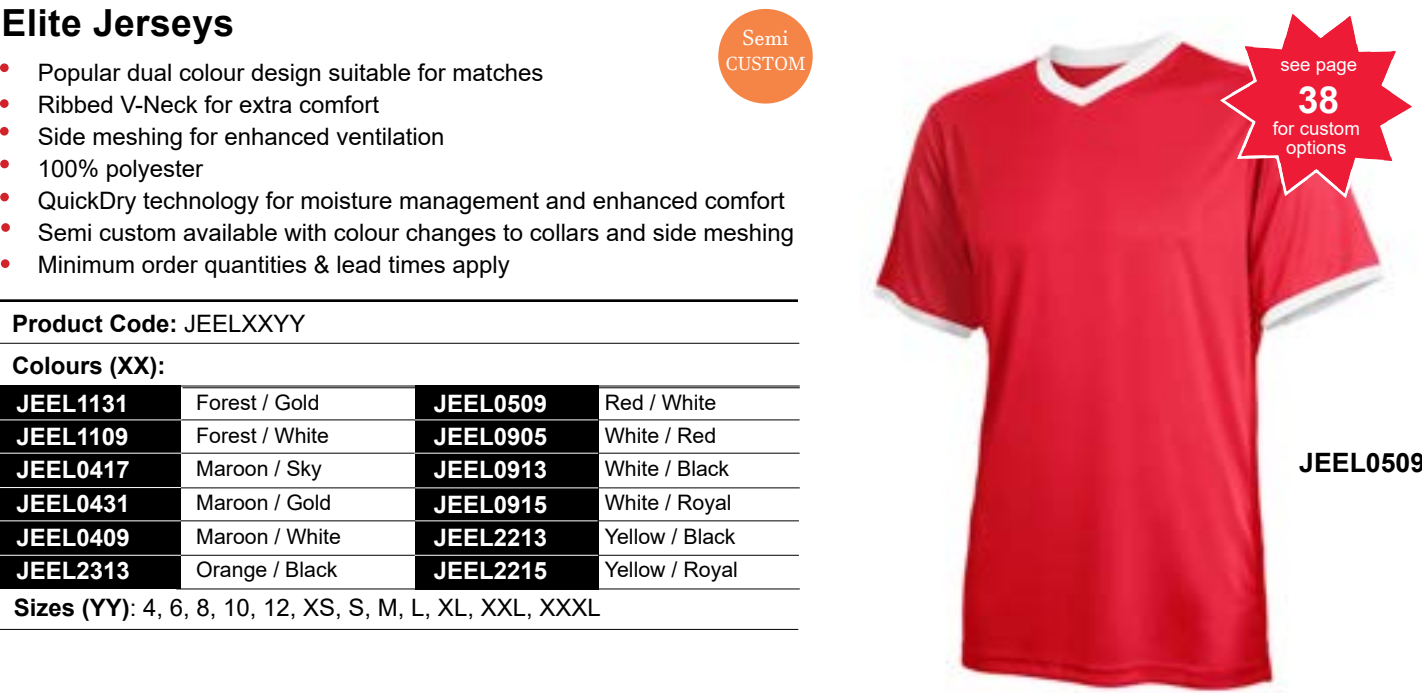 Elite Jerseys
Semi
CUSTOM
• Popular dual colour design suitable for matches
• Ribbed V-Neck for extra comfort
• Side meshing for enhanced ventilation
• 100% polyester
• QuickDry technology for moisture management and enhanced comfort
• Semi custom available with colour changes to collars and side meshing
• Minimum order quantities & lead times apply
Product Code: JEELXXYY
Colours (XX):
JEEL1131 Forest / Gold JEEL0509 Red / White
JEEL1109 Forest / White JEEL0905 White / Red
JEEL0417 Maroon / Sky JEEL0913 White / Black
JEEL0431 Maroon / Gold JEEL0915 White / Royal
JEEL0409 Maroon / White JEEL2213 Yellow / Black
JEEL2313 Orange / Black JEEL2215 Yellow / Royal
Sizes (YY): 4, 6, 8, 10, 12, XS, S, M, L, XL, XXL, XXXL
see page
38
for custom
options
JEEL0509